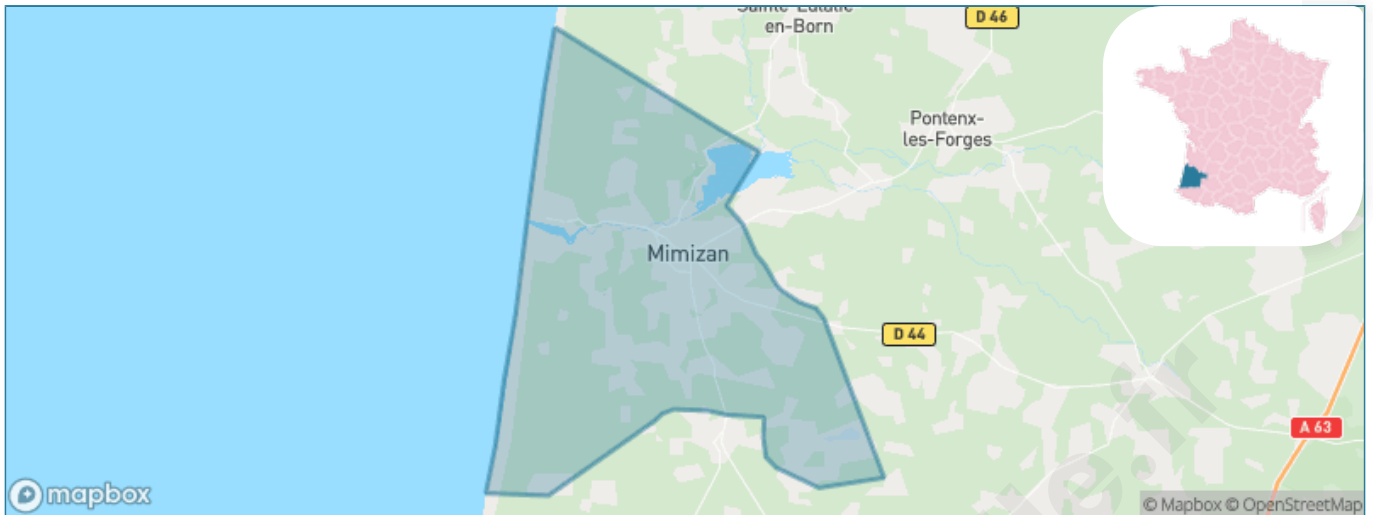 Sainte-Eulalie
en-Born
D 46
Pontenx-
les-Forges
Mimizan
D 44
A 63
mapbox
© Mapbox © OpenStreetMap